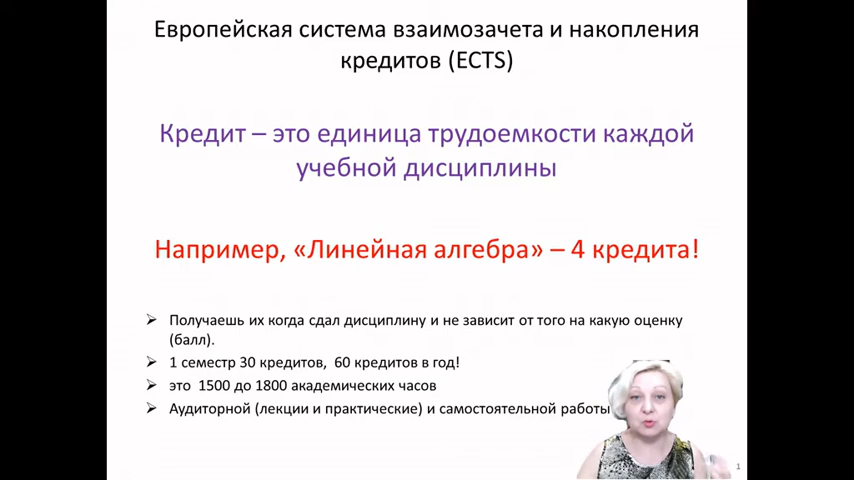 Европейская система взаимозачета и накопления
кредитов (ECTS)
Кредит – это единица трудоемкости каждой
учебной дисциплины
Например, «Линейная алгебра» – 4 кредита!
Получаешь их когда сдал дисциплину и не зависит от того на какую оценку
(балл).
1 семестр 30 кредитов, 60 кредитов в год!
это 1500 до 1800 академических часов
Аудиторной (лекции и практические) и самостоятельной работы
1